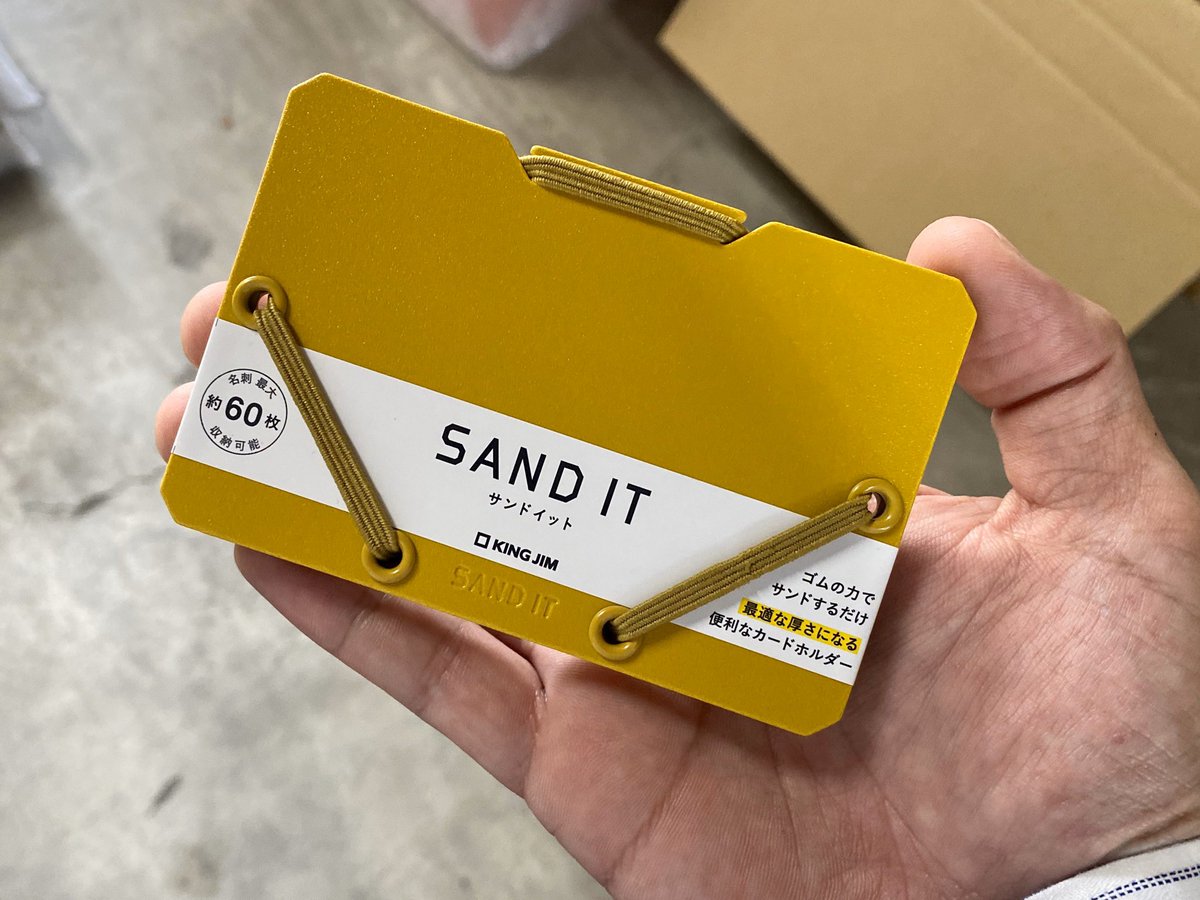 名刺 最大
約60枚
収納可能
SAND IT
サンドイット
KING JIM
SAND IT
ゴムの力で
サンドするだけ
最適な厚さになる
便利なカードホルダー